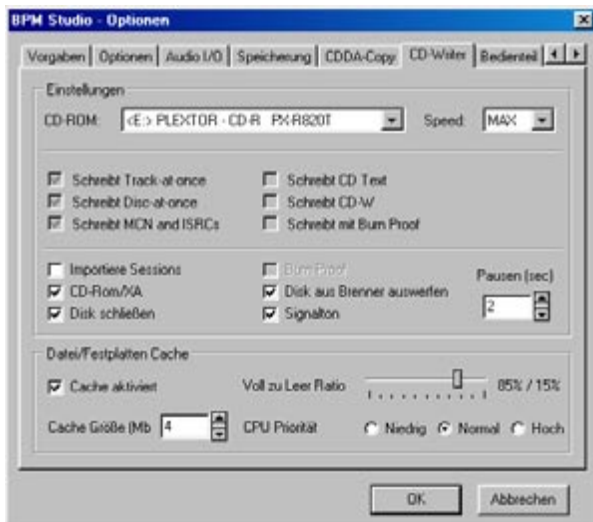 BPM Studio - Optionen
Vorgaben Optionen Audio I/O Speicherung CDDA-Copy CD-Writer Bedienteil
Einstellungen
CD-ROM: <E:> PLEXTOR - CD-R PX-R820T Speed: MAX
Schreibt Track-at-once Schreibt CD Text
Schreibt Disc-at-once Schreibt CD-W
Schreibt MCN and ISRCs Schreibt mit Burn Proof
Importiere Sessions Burn Proof Pausen (sec)
CD-Rom/XA Disk aus Brenner auswerfen 2
Disk schließen Signalton
Datei/Festplatten Cache
Cache aktiviert Voll zu Leer Ratio 85% / 15%
Cache Größe (Mb 4 CPU Priorität Niedrig Normal Hoch
OK Abbrechen